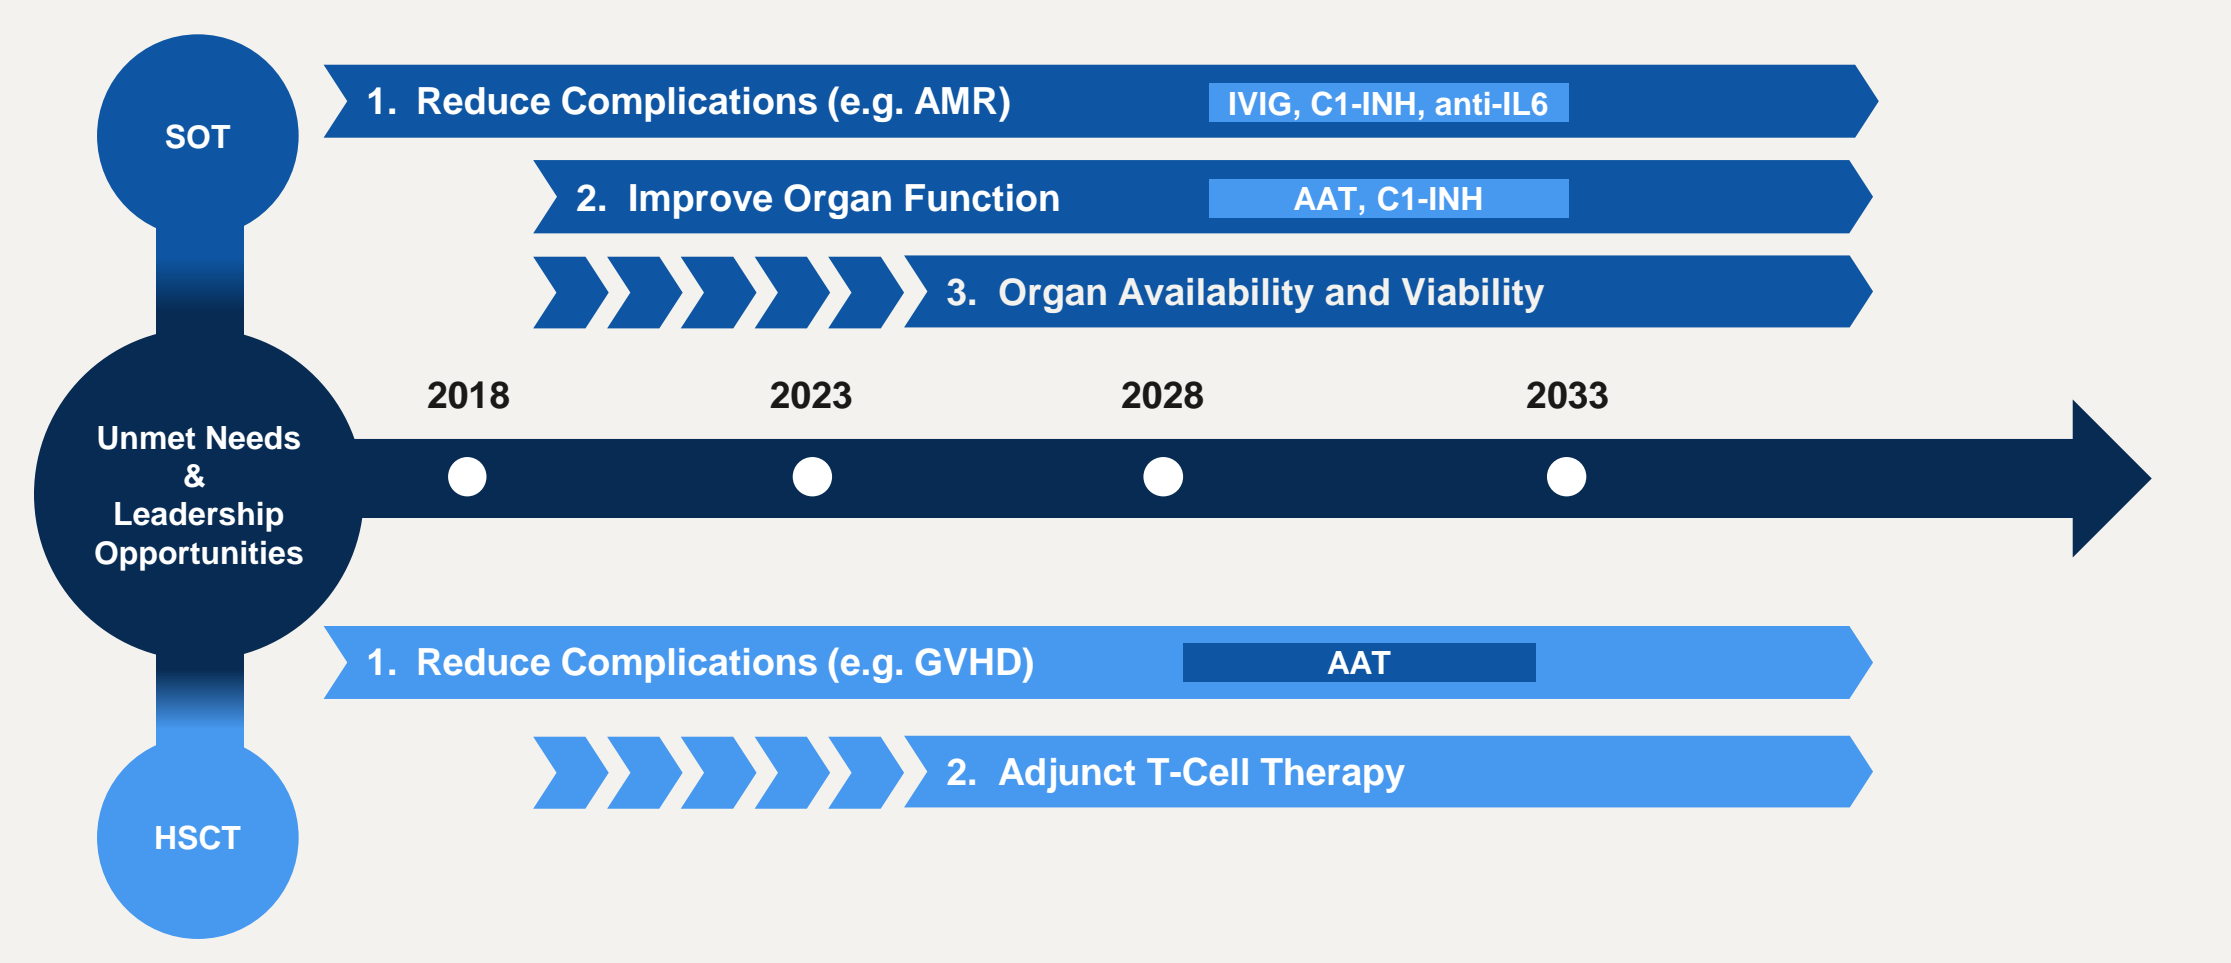 SOT
1. Reduce Complications (e.g. AMR)
IVIG, C1-INH, anti-IL6
2. Improve Organ Function
AAT, C1-INH
3. Organ Availability and Viability
2018
2023
2028
2033
Unmet Needs
&
Leadership
Opportunities
1. Reduce Complications (e.g. GVHD)
AAT
2. Adjunct T-Cell Therapy
HSCT